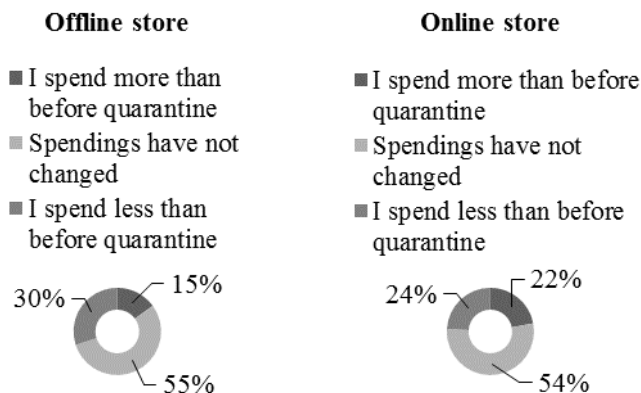 Offline store
I spend more than
before quarantine
Spendings have not
changed
I spend less than
before quarantine
30%
15%
55%
Online store
I spend more than before
quarantine
Spendings have not
changed
I spend less than before
quarantine
24%
22%
54%